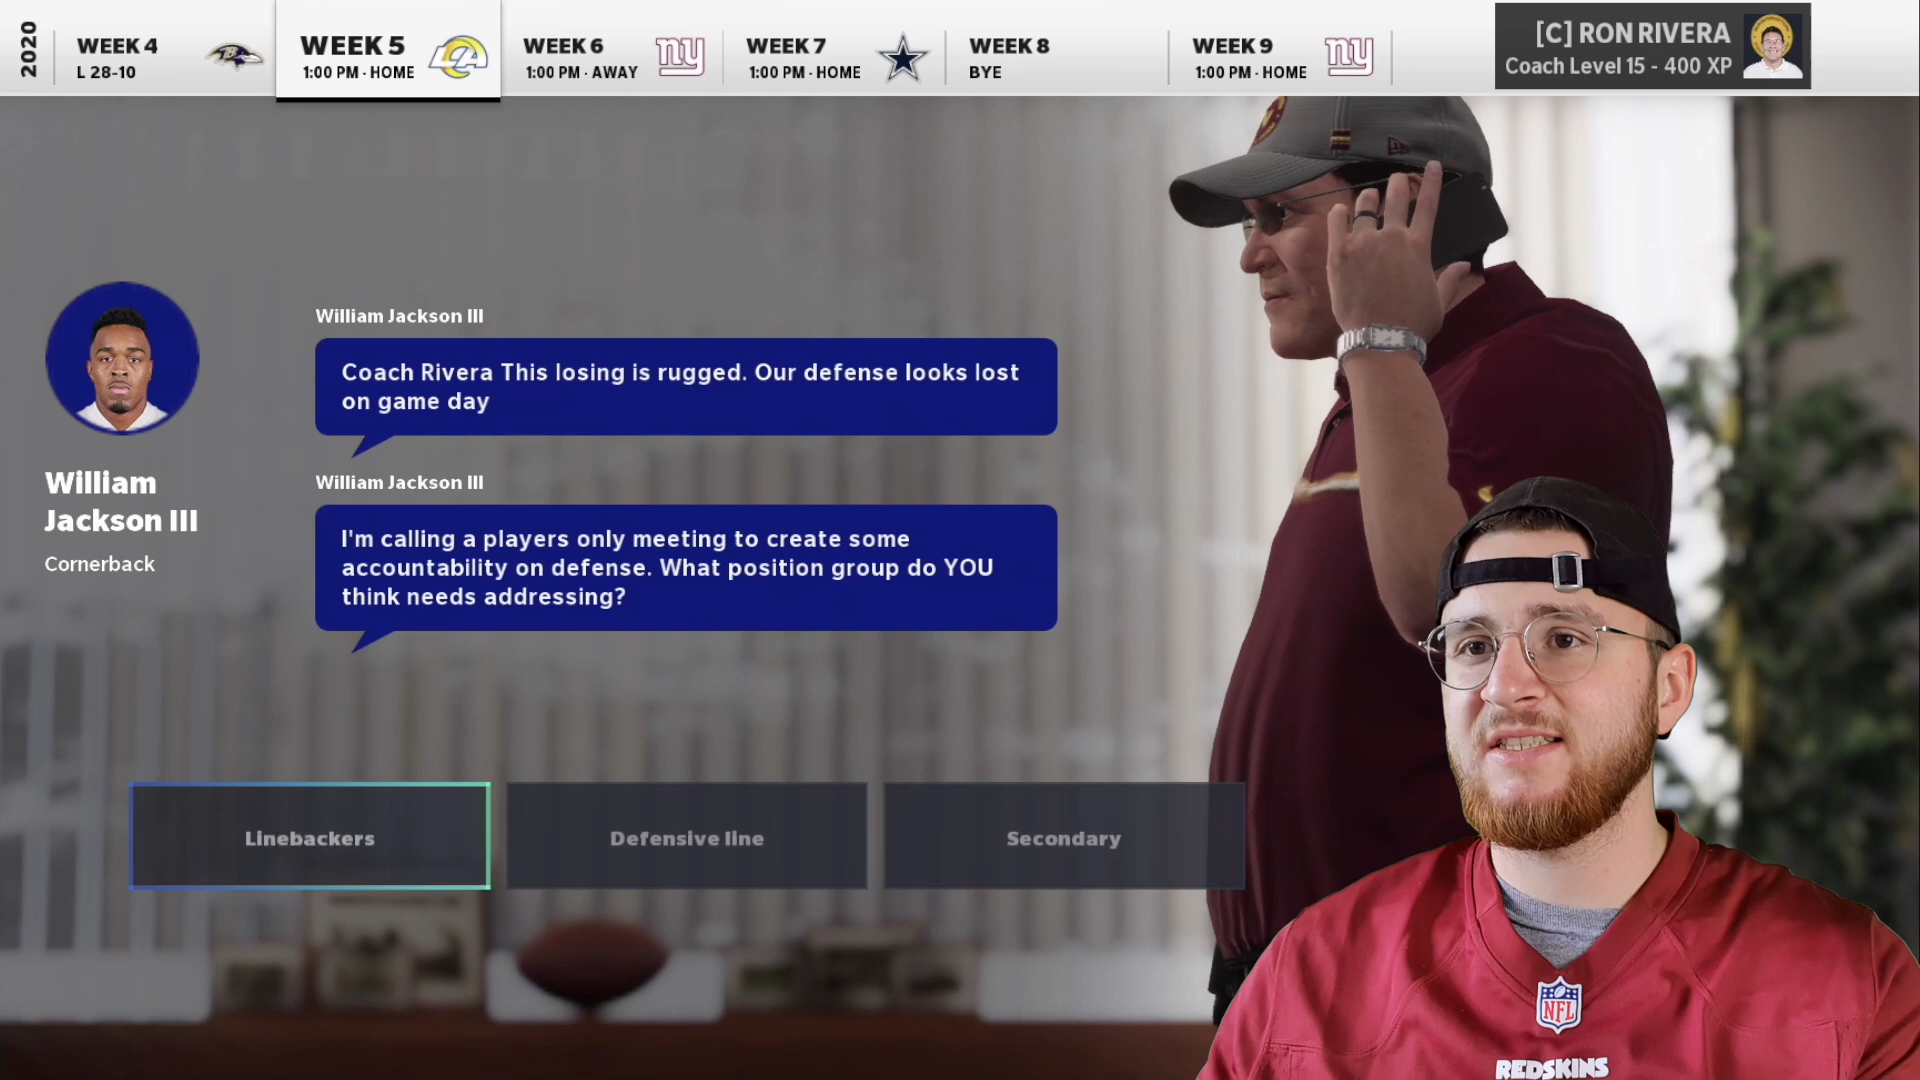 2020
WEEK 4
L 28-10
WEEK 5
1:00 PM · HOME
LA
WEEK 6
1:00 PM · AWAY
ny
WEEK 7
1:00 PM · HOME
WEEK 8
BYE
WEEK 9
1:00 PM · HOME
ny
[C] RON RIVERA
Coach Level 15 - 400 XP
William Jackson III
Coach Rivera This losing is rugged. Our defense looks lost
on game day
William Jackson III
I'm calling a players only meeting to create some
accountability on defense. What position group do YOU
think needs addressing?
William
Jackson III
Cornerback
Linebackers
Defensive line
Secondary
NFL
REDSKINS